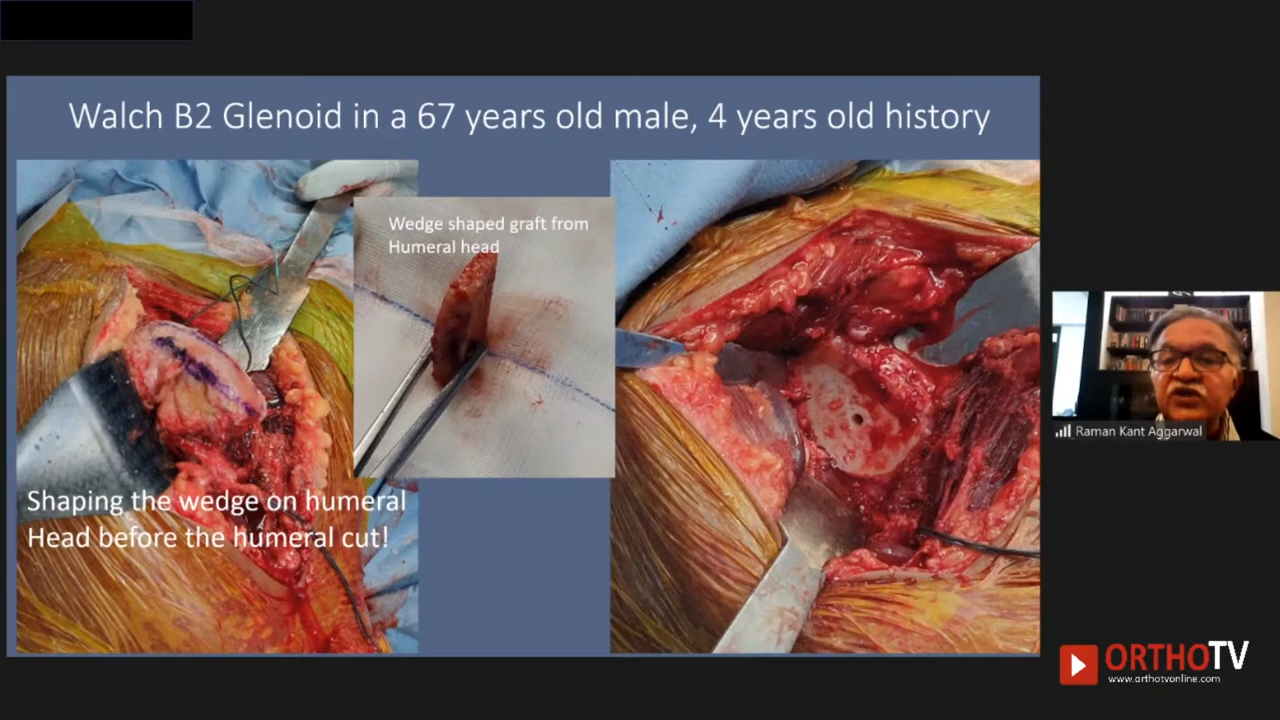 Walch B2 Glenoid in a 67 years old male, 4 years old history
Wedge shaped graft from
Humeral head
Shaping the wedge on humeral
Head before the humeral cut!
Raman Kant Aggarwal
ORTHOTV
www.orthotvonline.com